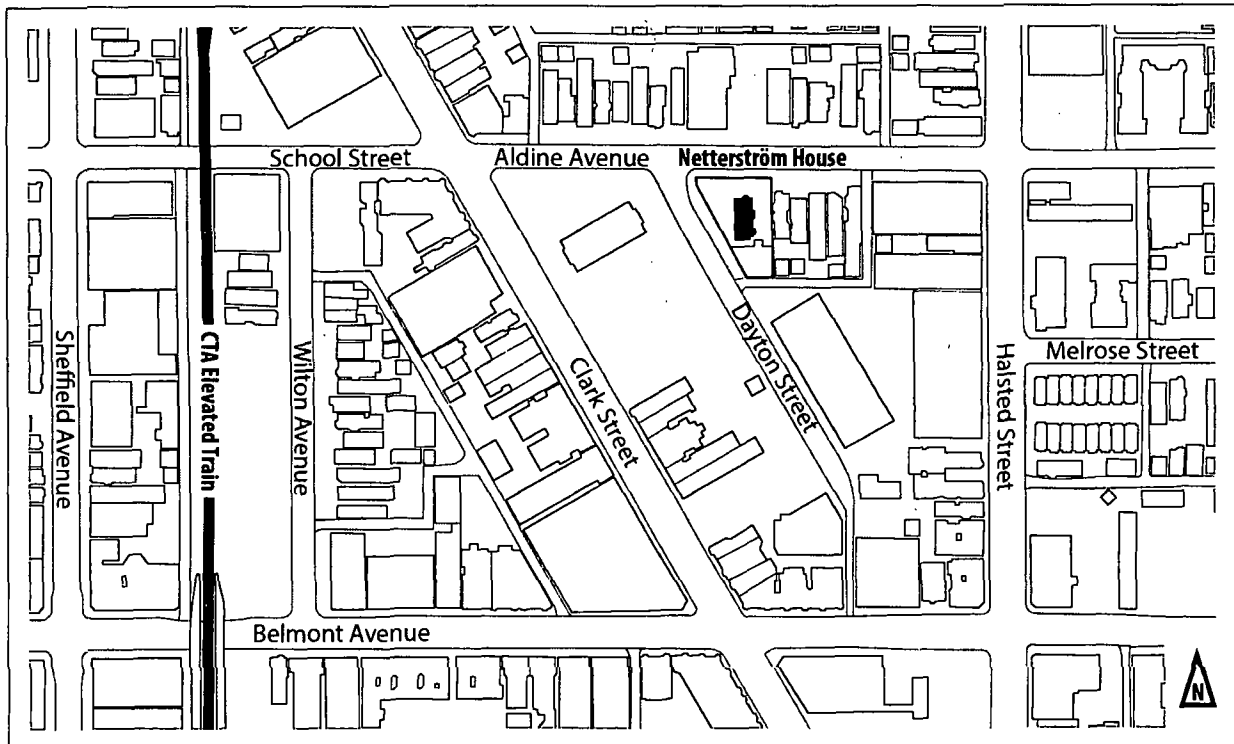 School Street
Aldine Avenue
Netterström House
Sheffield Avenue
CTA Elevated Train
Wilton Avenue
Clark Street
Dayton Street
Halsted Street
Melrose Street
Belmont Avenue
N